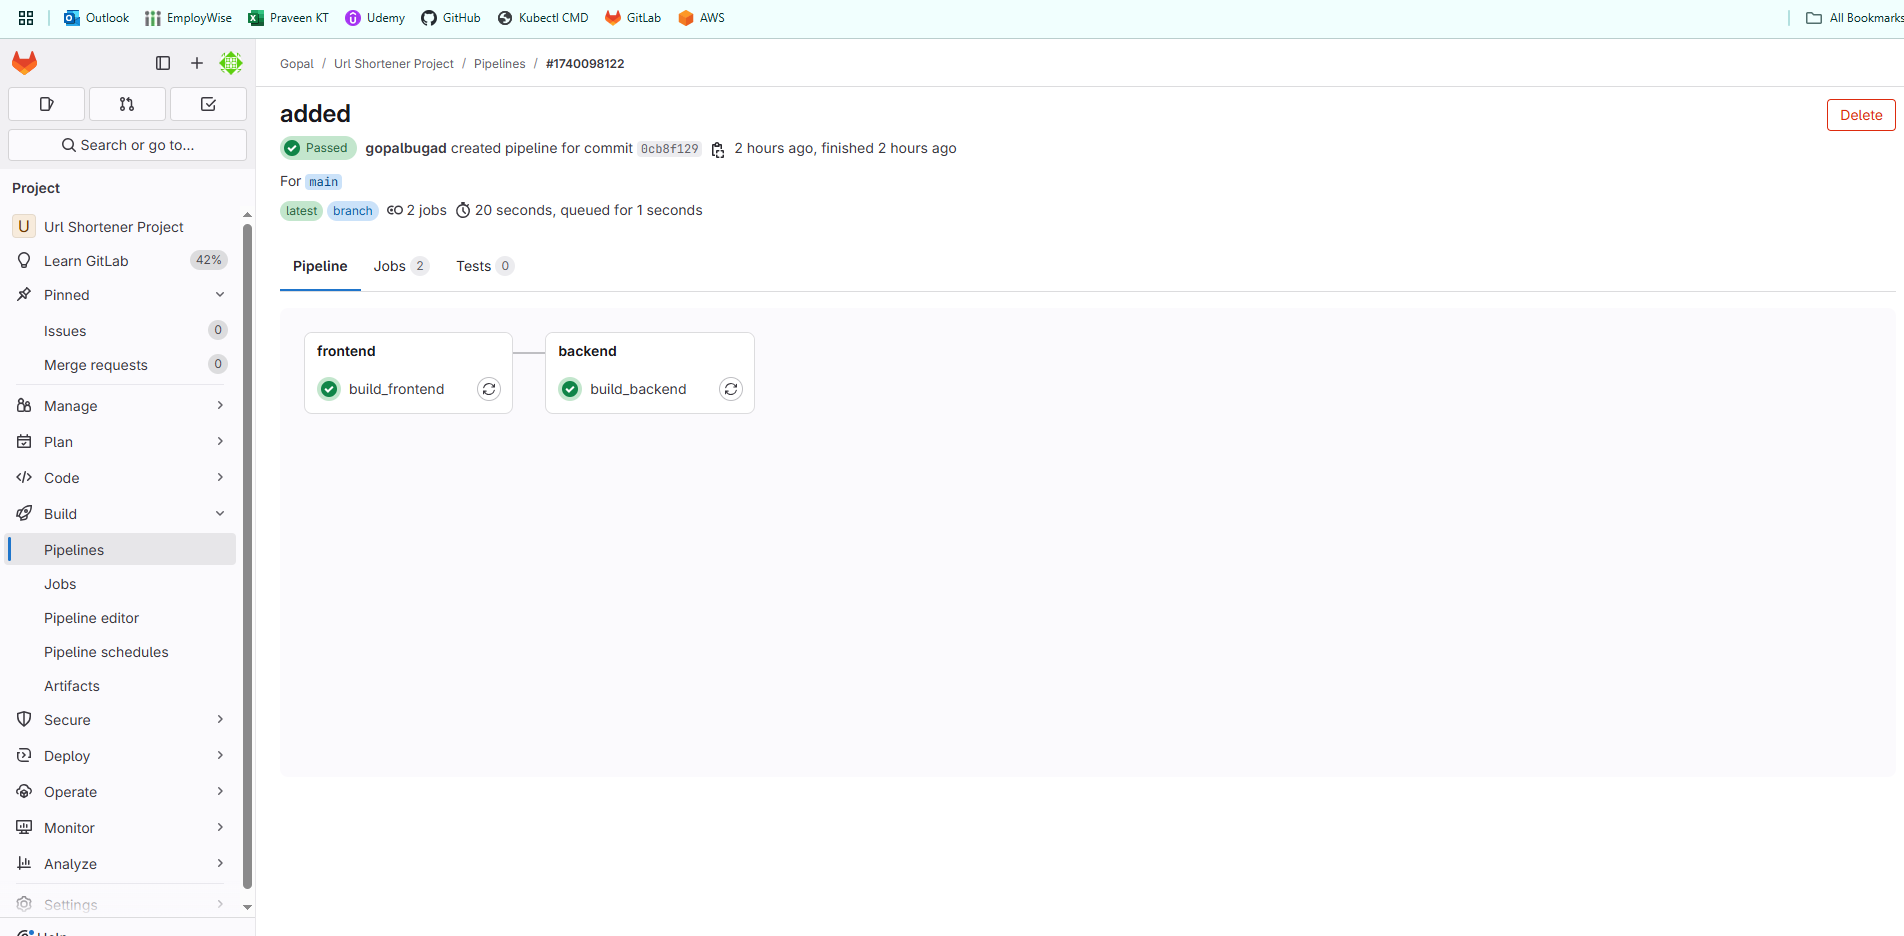 Outlook EmployWise Praveen KT Udemy GitHub Kubectl CMD GitLab AWS All Bookmarks
Gopal / Url Shortener Project / Pipelines / #1740098122
Search or go to...
Project
U Url Shortener Project
Learn GitLab 42%
Pinned
Issues 0
Merge requests 0
Manage
Plan
Code
Build
Pipelines
Jobs
Pipeline editor
Pipeline schedules
Artifacts
Secure
Deploy
Operate
Monitor
Analyze
Settings
Help
added
Delete
Passed gopalbugad created pipeline for commit 0cb8f129 2 hours ago, finished 2 hours ago
For main
latest branch 2 jobs 20 seconds, queued for 1 seconds
Pipeline Jobs 2 Tests 0
frontend
build_frontend
backend
build_backend